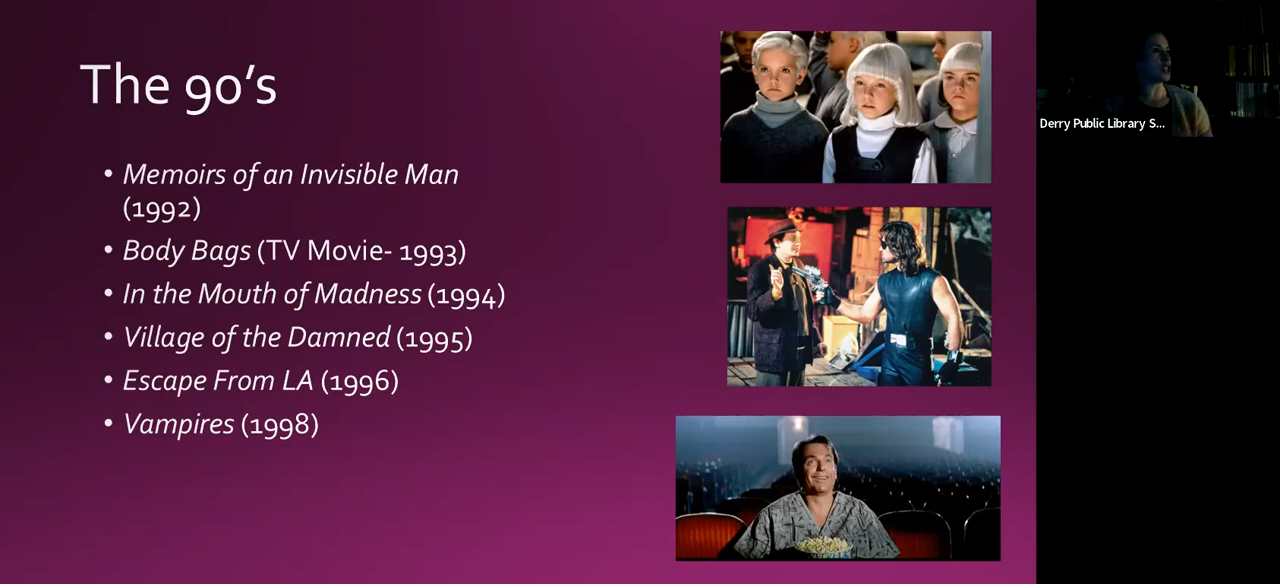 The 90's
• Memoirs of an Invisible Man
(1992)
• Body Bags (TV Movie- 1993)
• In the Mouth of Madness (1994)
• Village of the Damned (1995)
• Escape From LA (1996)
• Vampires (1998)
Derry Public Library S...